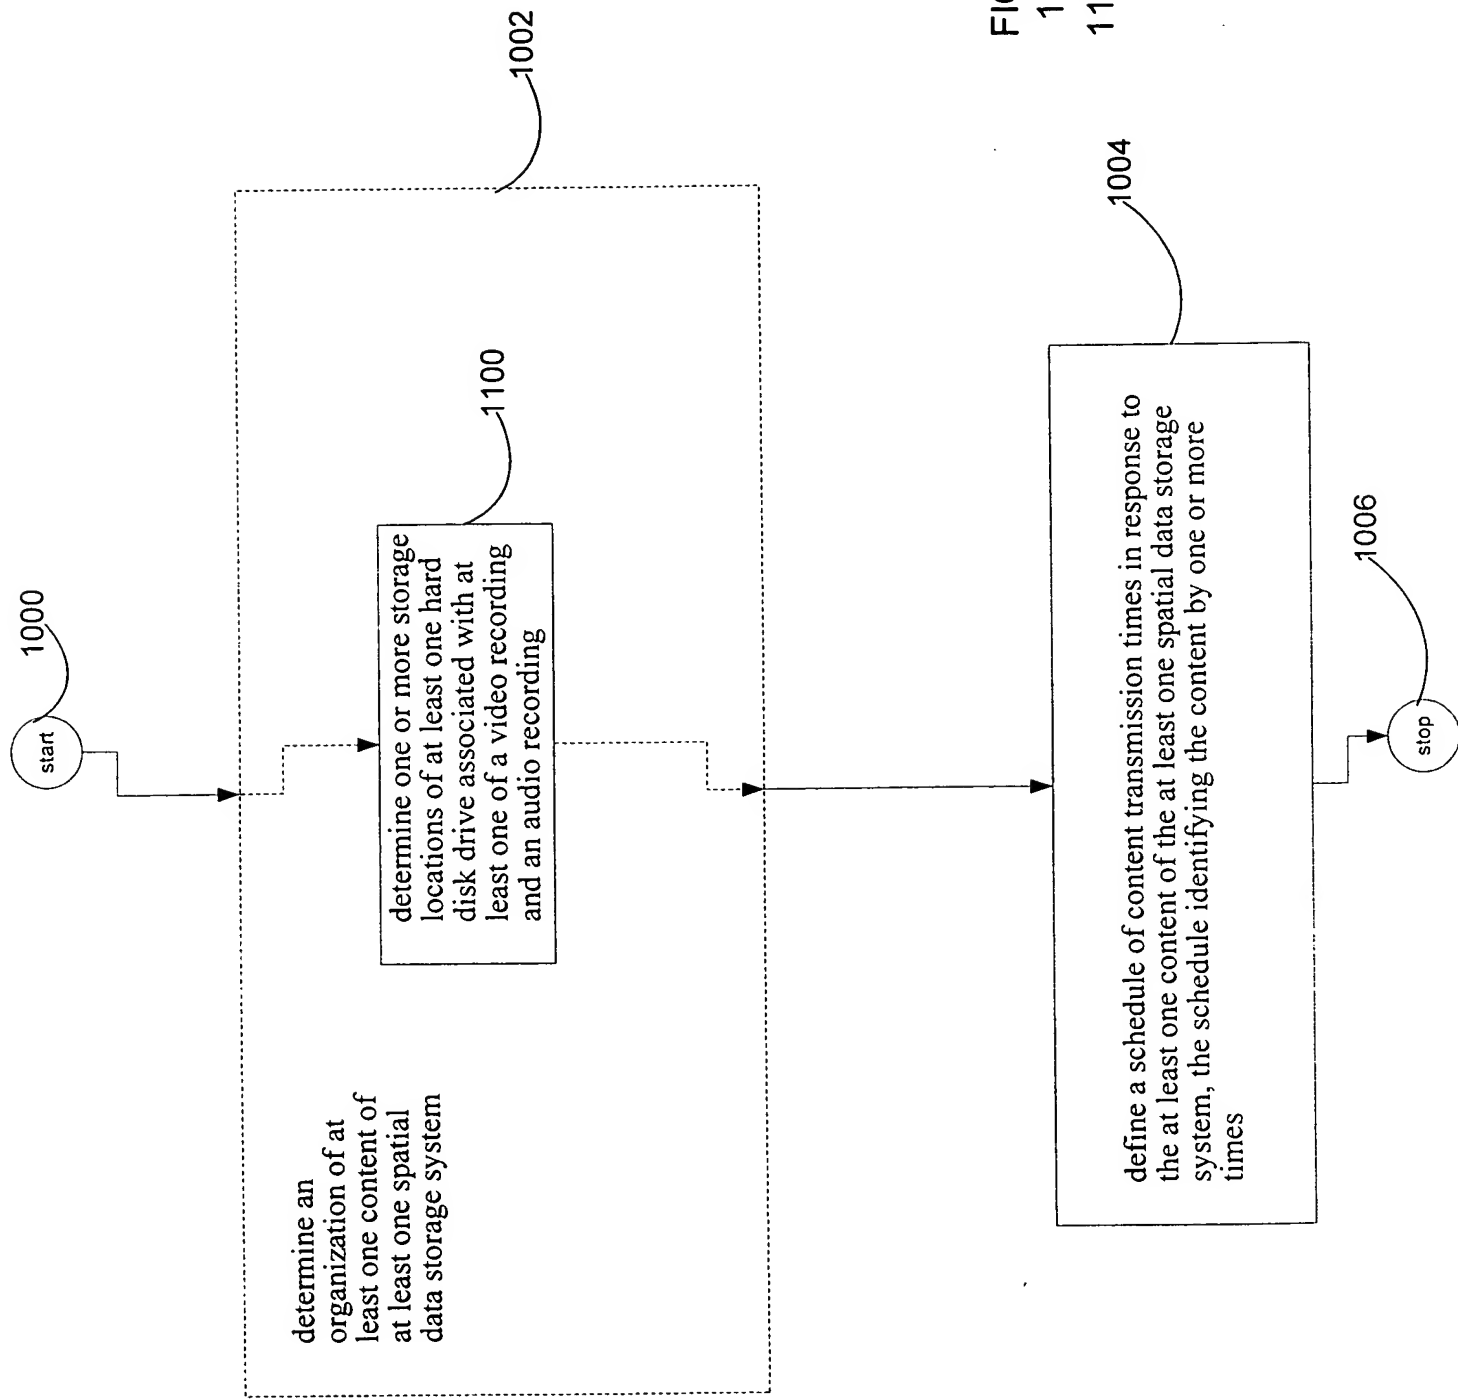 1000
start
1002
determine an
organization of at
least one content of
at least one spatial
data storage system
1100
determine one or more storage
locations of at least one hard
disk drive associated with at
least one of a video recording
and an audio recording
1004
define a schedule of content transmission times in response to
the at least one content of the at least one spatial data storage
system, the schedule identifying the content by one or more
times
1006
stop
11